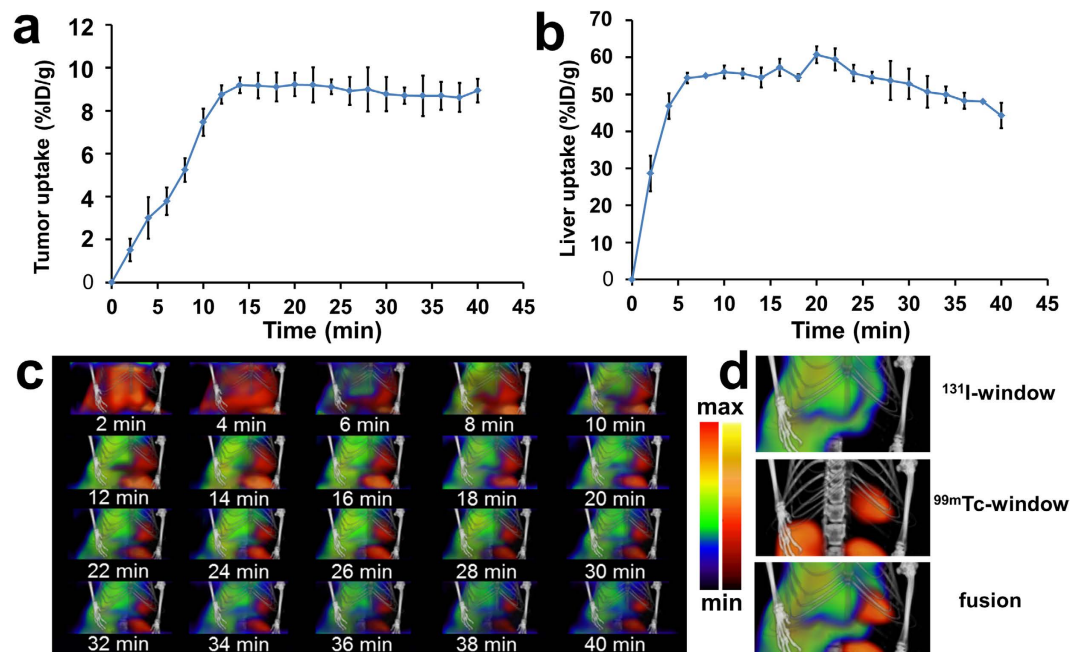 a
Tumor uptake (%ID/g)
12
10
8
6
4
2
0
0 5 10 15 20 25 30 35 40 45
Time (min)
b
Liver uptake (%ID/g)
70
60
50
40
30
20
10
0
0 5 10 15 20 25 30 35 40 45
Time (min)
c
2 min 4 min 6 min 8 min 10 min
12 min 14 min 16 min 18 min 20 min
22 min 24 min 26 min 28 min 30 min
32 min 34 min 36 min 38 min 40 min
max
min
d
¹³¹I-window
⁹⁹ᵐTc-window
fusion